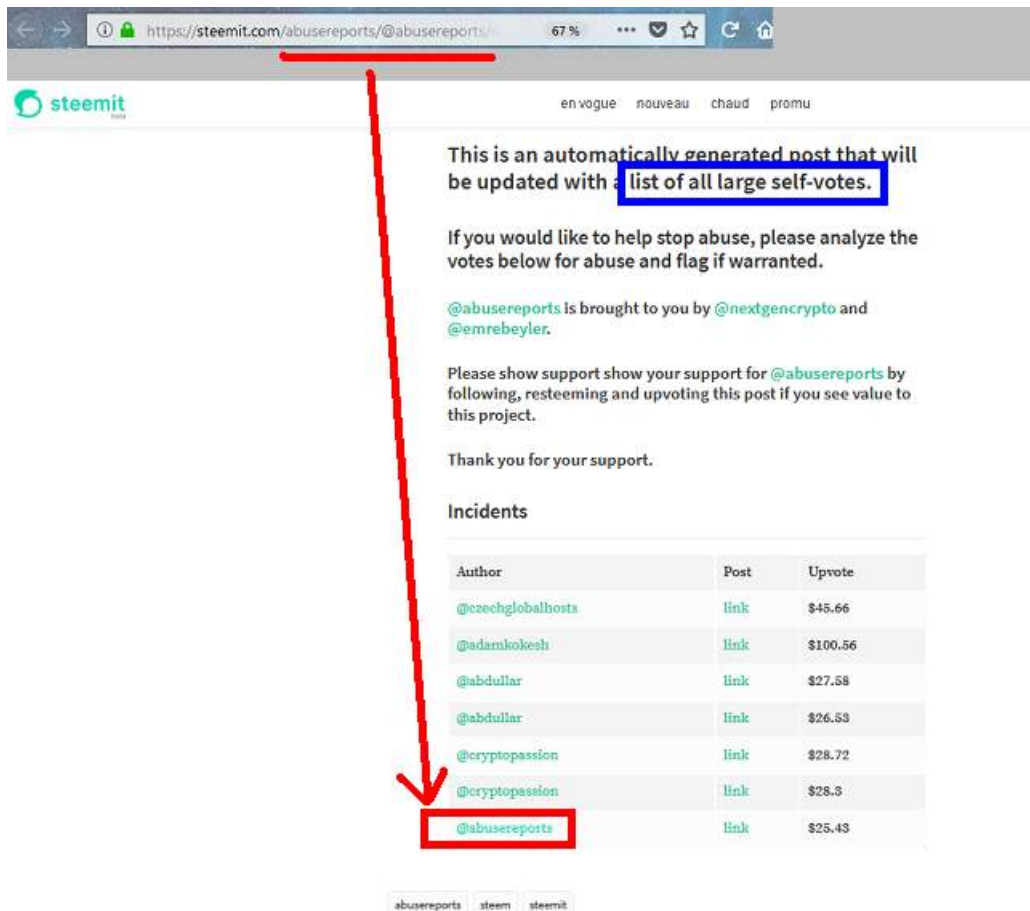 https://steemit.com/abusereports/@abusereports/
67 %
steemit
beta
en vogue nouveau chaud promu
This is an automatically generated post that will
be updated with a list of all large self-votes.
If you would like to help stop abuse, please analyze the
votes below for abuse and flag if warranted.
@abusereports is brought to you by @nextgencrypto and
@emrebeyler.
Please show support show your support for @abusereports by
following, resteeming and upvoting this post if you see value to
this project.
Thank you for your support.
Incidents
Author Post Upvote
@czechglobalhosts link $45.66
@adamkokesh link $100.56
@abdullar link $27.58
@abdullar link $26.53
@cryptopassion link $28.72
@cryptopassion link $28.3
@abusereports link $25.43
abusereports steem steemit